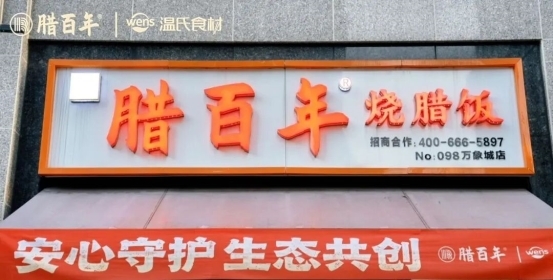 腊百年 wens 温氏食材
腊百年 烧腊饭
招商合作:400-666-5897
No:098万象城店
安心守护 生态共创 腊百年 wens